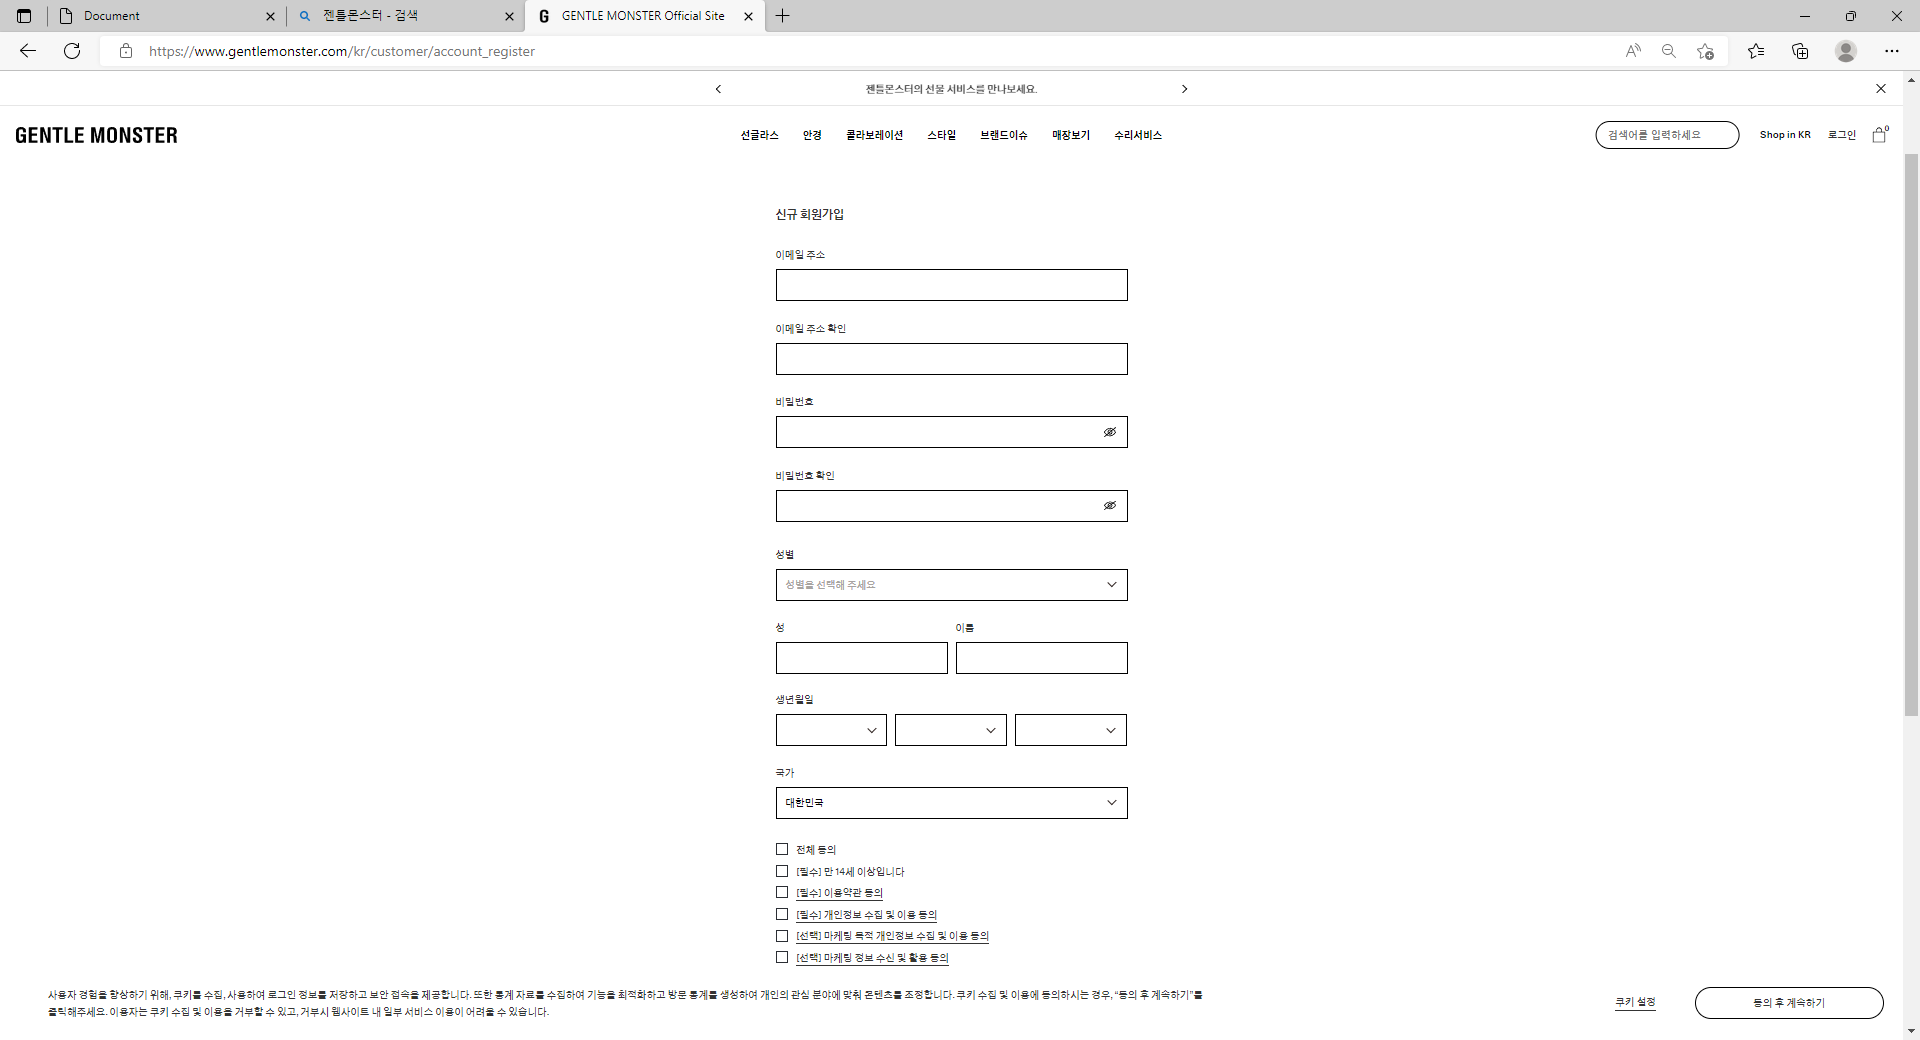 Document
젠틀몬스터 - 검색
GENTLE MONSTER Official Site
https://www.gentlemonster.com/kr/customer/account_register
젠틀몬스터의 선물 서비스를 만나보세요.
GENTLE MONSTER
선글라스 안경 콜라보레이션 스타일 브랜드이슈 매장보기 수리서비스
검색어를 입력하세요 Shop in KR 로그인 0
신규 회원가입
이메일 주소
이메일 주소 확인
비밀번호
비밀번호 확인
성별
성별을 선택해 주세요
성 이름
생년월일
국가
대한민국
전체 동의
[필수] 만 14세 이상입니다
[필수] 이용약관 동의
[필수] 개인정보 수집 및 이용 동의
[선택] 마케팅 목적 개인정보 수집 및 이용 동의
[선택] 마케팅 정보 수신 및 활용 동의
사용자 경험을 향상하기 위해, 쿠키를 수집, 사용하여 로그인 정보를 저장하고 보안 접속을 제공합니다. 또한 통계 자료를 수집하여 기능을 최적화하고 방문 통계를 생성하여 개인의 관심 분야에 맞춰 콘텐츠를 조정합니다. 쿠키 수집 및 이용에 동의하시는 경우, “동의 후 계속하기”를
클릭해주세요. 이용자는 쿠키 수집 및 이용을 거부할 수 있고, 거부시 웹사이트 내 일부 서비스 이용이 어려울 수 있습니다.
쿠키 설정
동의 후 계속하기